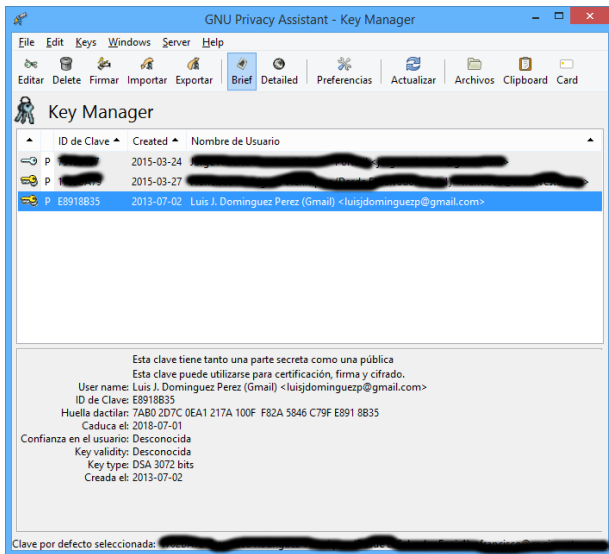 GNU Privacy Assistant - Key Manager
File Edit Keys Windows Server Help
Editar Delete Firmar Importar Exportar Brief Detailed Preferencias Actualizar Archivos Clipboard Card
Key Manager
ID de Clave Created Nombre de Usuario
P 2015-03-24
P 2015-03-27
P E8918B35 2013-07-02 Luis J. Dominguez Perez (Gmail) <luisjdominguezp@gmail.com>
Esta clave tiene tanto una parte secreta como una pública
Esta clave puede utilizarse para certificación, firma y cifrado.
User name: Luis J. Dominguez Perez (Gmail) <luisjdominguezp@gmail.com>
ID de Clave: E8918B35
Huella dactilar: 7AB0 2D7C 0EA1 217A 100F F82A 5846 C79F E891 8B35
Caduca el: 2018-07-01
Confianza en el usuario: Desconocida
Key validity: Desconocida
Key type: DSA 3072 bits
Creada el: 2013-07-02
Clave por defecto seleccionada: